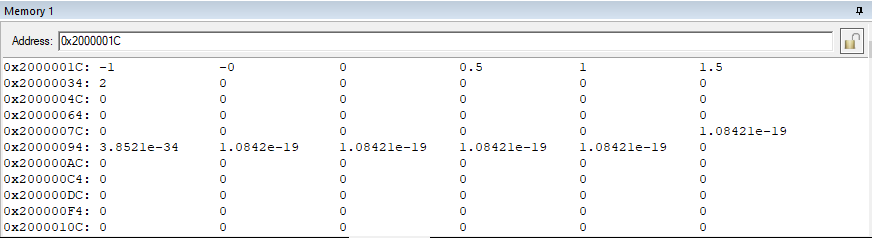 Memory 1
Address: 0x2000001C
0x2000001C: -1 -0 0 0.5 1 1.5
0x20000034: 2 0 0 0 0 0
0x2000004C: 0 0 0 0 0 0
0x20000064: 0 0 0 0 0 0
0x2000007C: 0 0 0 0 0 1.08421e-19
0x20000094: 3.8521e-34 1.0842e-19 1.08421e-19 1.08421e-19 1.08421e-19 0
0x200000AC: 0 0 0 0 0 0
0x200000C4: 0 0 0 0 0 0
0x200000DC: 0 0 0 0 0 0
0x200000F4: 0 0 0 0 0 0
0x2000010C: 0 0 0 0 0 0